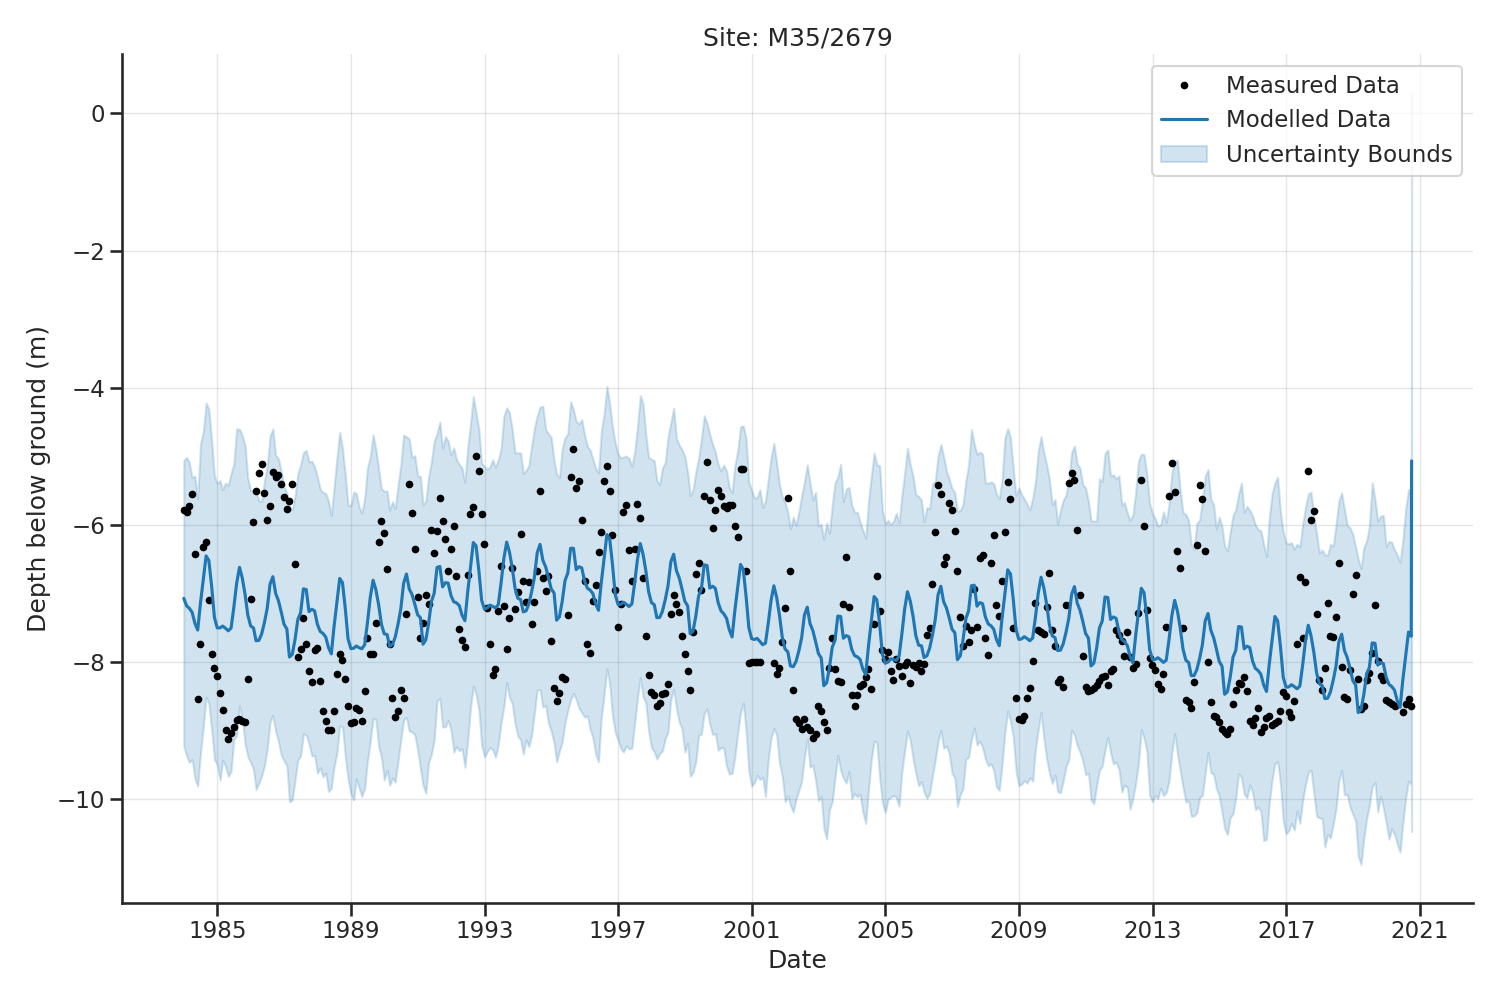 Site: M35/2679
Measured Data
Modelled Data
Uncertainty Bounds
0
−2
−4
−6
−8
−10
Depth below ground (m)
1985 1989 1993 1997 2001 2005 2009 2013 2017 2021
Date